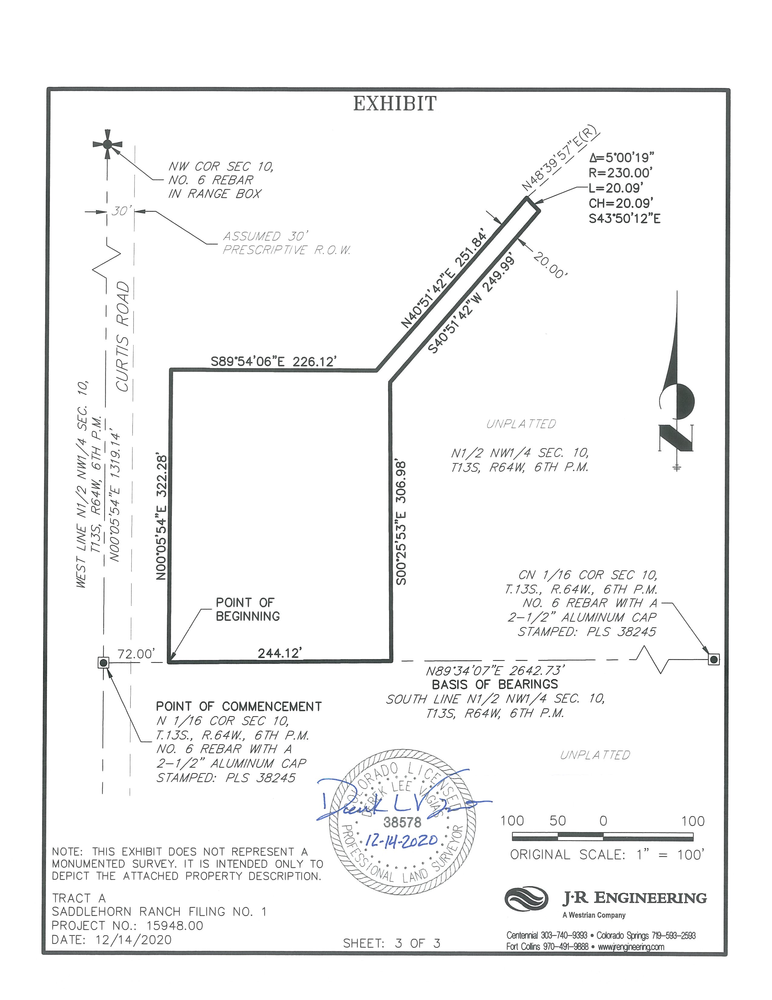 EXHIBIT
N48°39'57"E(R)
Δ=5°00'19"
R=230.00'
L=20.09'
CH=20.09'
S43°50'12"E
NW COR SEC 10,
NO. 6 REBAR
IN RANGE BOX
30'
ASSUMED 30'
PRESCRIPTIVE R.O.W.
N40°51'42"E 251.84'
S40°51'42"W 249.99'
20.00'
CURTIS ROAD
S89°54'06"E 226.12'
WEST LINE N1/2 NW1/4 SEC. 10,
T13S, R64W, 6TH P.M.
N00°05'54"E 1319.14'
N00°05'54"E 322.28'
S00°25'53"E 306.98'
UNPLATTED
N1/2 NW1/4 SEC. 10,
T13S, R64W, 6TH P.M.
N
CN 1/16 COR SEC 10,
T.13S., R.64W., 6TH P.M.
NO. 6 REBAR WITH A
2-1/2" ALUMINUM CAP
STAMPED: PLS 38245
POINT OF
BEGINNING
72.00'
244.12'
N89°34'07"E 2642.73'
BASIS OF BEARINGS
SOUTH LINE N1/2 NW1/4 SEC. 10,
T13S, R64W, 6TH P.M.
POINT OF COMMENCEMENT
N 1/16 COR SEC 10,
T.13S., R.64W., 6TH P.M.
NO. 6 REBAR WITH A
2-1/2" ALUMINUM CAP
STAMPED: PLS 38245
UNPLATTED
COLORADO LICENSED
DEREK LEE VAGIAS
38578
12-14-2020
PROFESSIONAL LAND SURVEYOR
100 50 0 100
ORIGINAL SCALE: 1" = 100'
NOTE: THIS EXHIBIT DOES NOT REPRESENT A
MONUMENTED SURVEY. IT IS INTENDED ONLY TO
DEPICT THE ATTACHED PROPERTY DESCRIPTION.
TRACT A
SADDLEHORN RANCH FILING NO. 1
PROJECT NO.: 15948.00
DATE: 12/14/2020
SHEET: 3 OF 3
J·R ENGINEERING
A Westrian Company
Centennial 303-740-9393 • Colorado Springs 719-593-2593
Fort Collins 970-491-9888 • www.jrengineering.com